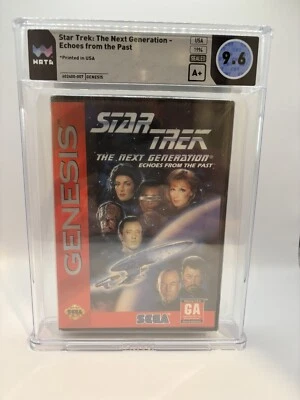 WATA
Star Trek: The Next Generation -
Echoes from the Past
*Printed in USA
USA
1994
SEALED
A+
9.6
GENESIS
STAR TREK
THE NEXT GENERATION
ECHOES FROM THE PAST
GENESIS
SEGA
GA